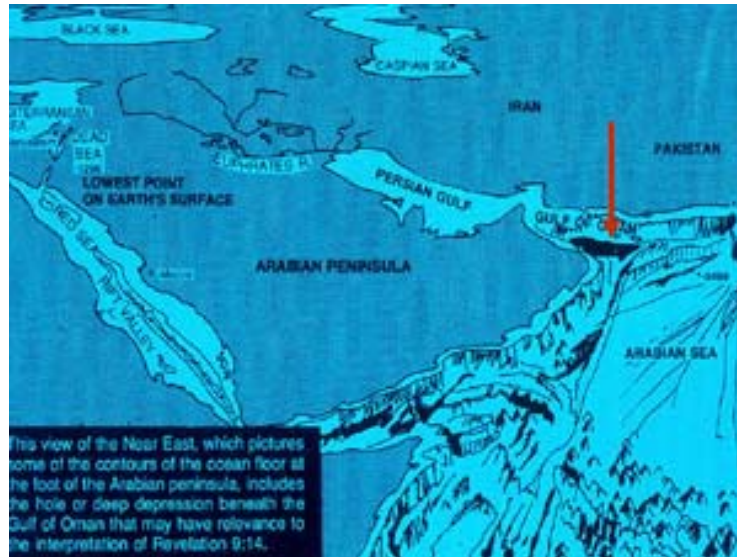 BLACK SEA
CASPIAN SEA
IRAN
PAKISTAN
SEA
EUPHRATES R.
DEAD
SEA
LOWEST POINT
ON EARTH'S SURFACE
PERSIAN GULF
GULF OF OMAN
RED SEA
RIFT VALLEY
ARABIAN PENINSULA
ARABIAN SEA
This view of the Near East, which pictures
some of the contours of the ocean floor at
the foot of the Arabian peninsula, includes
the hole or deep depression beneath the
Gulf of Oman that may have relevance to
the interpretation of Revelation 9:14.